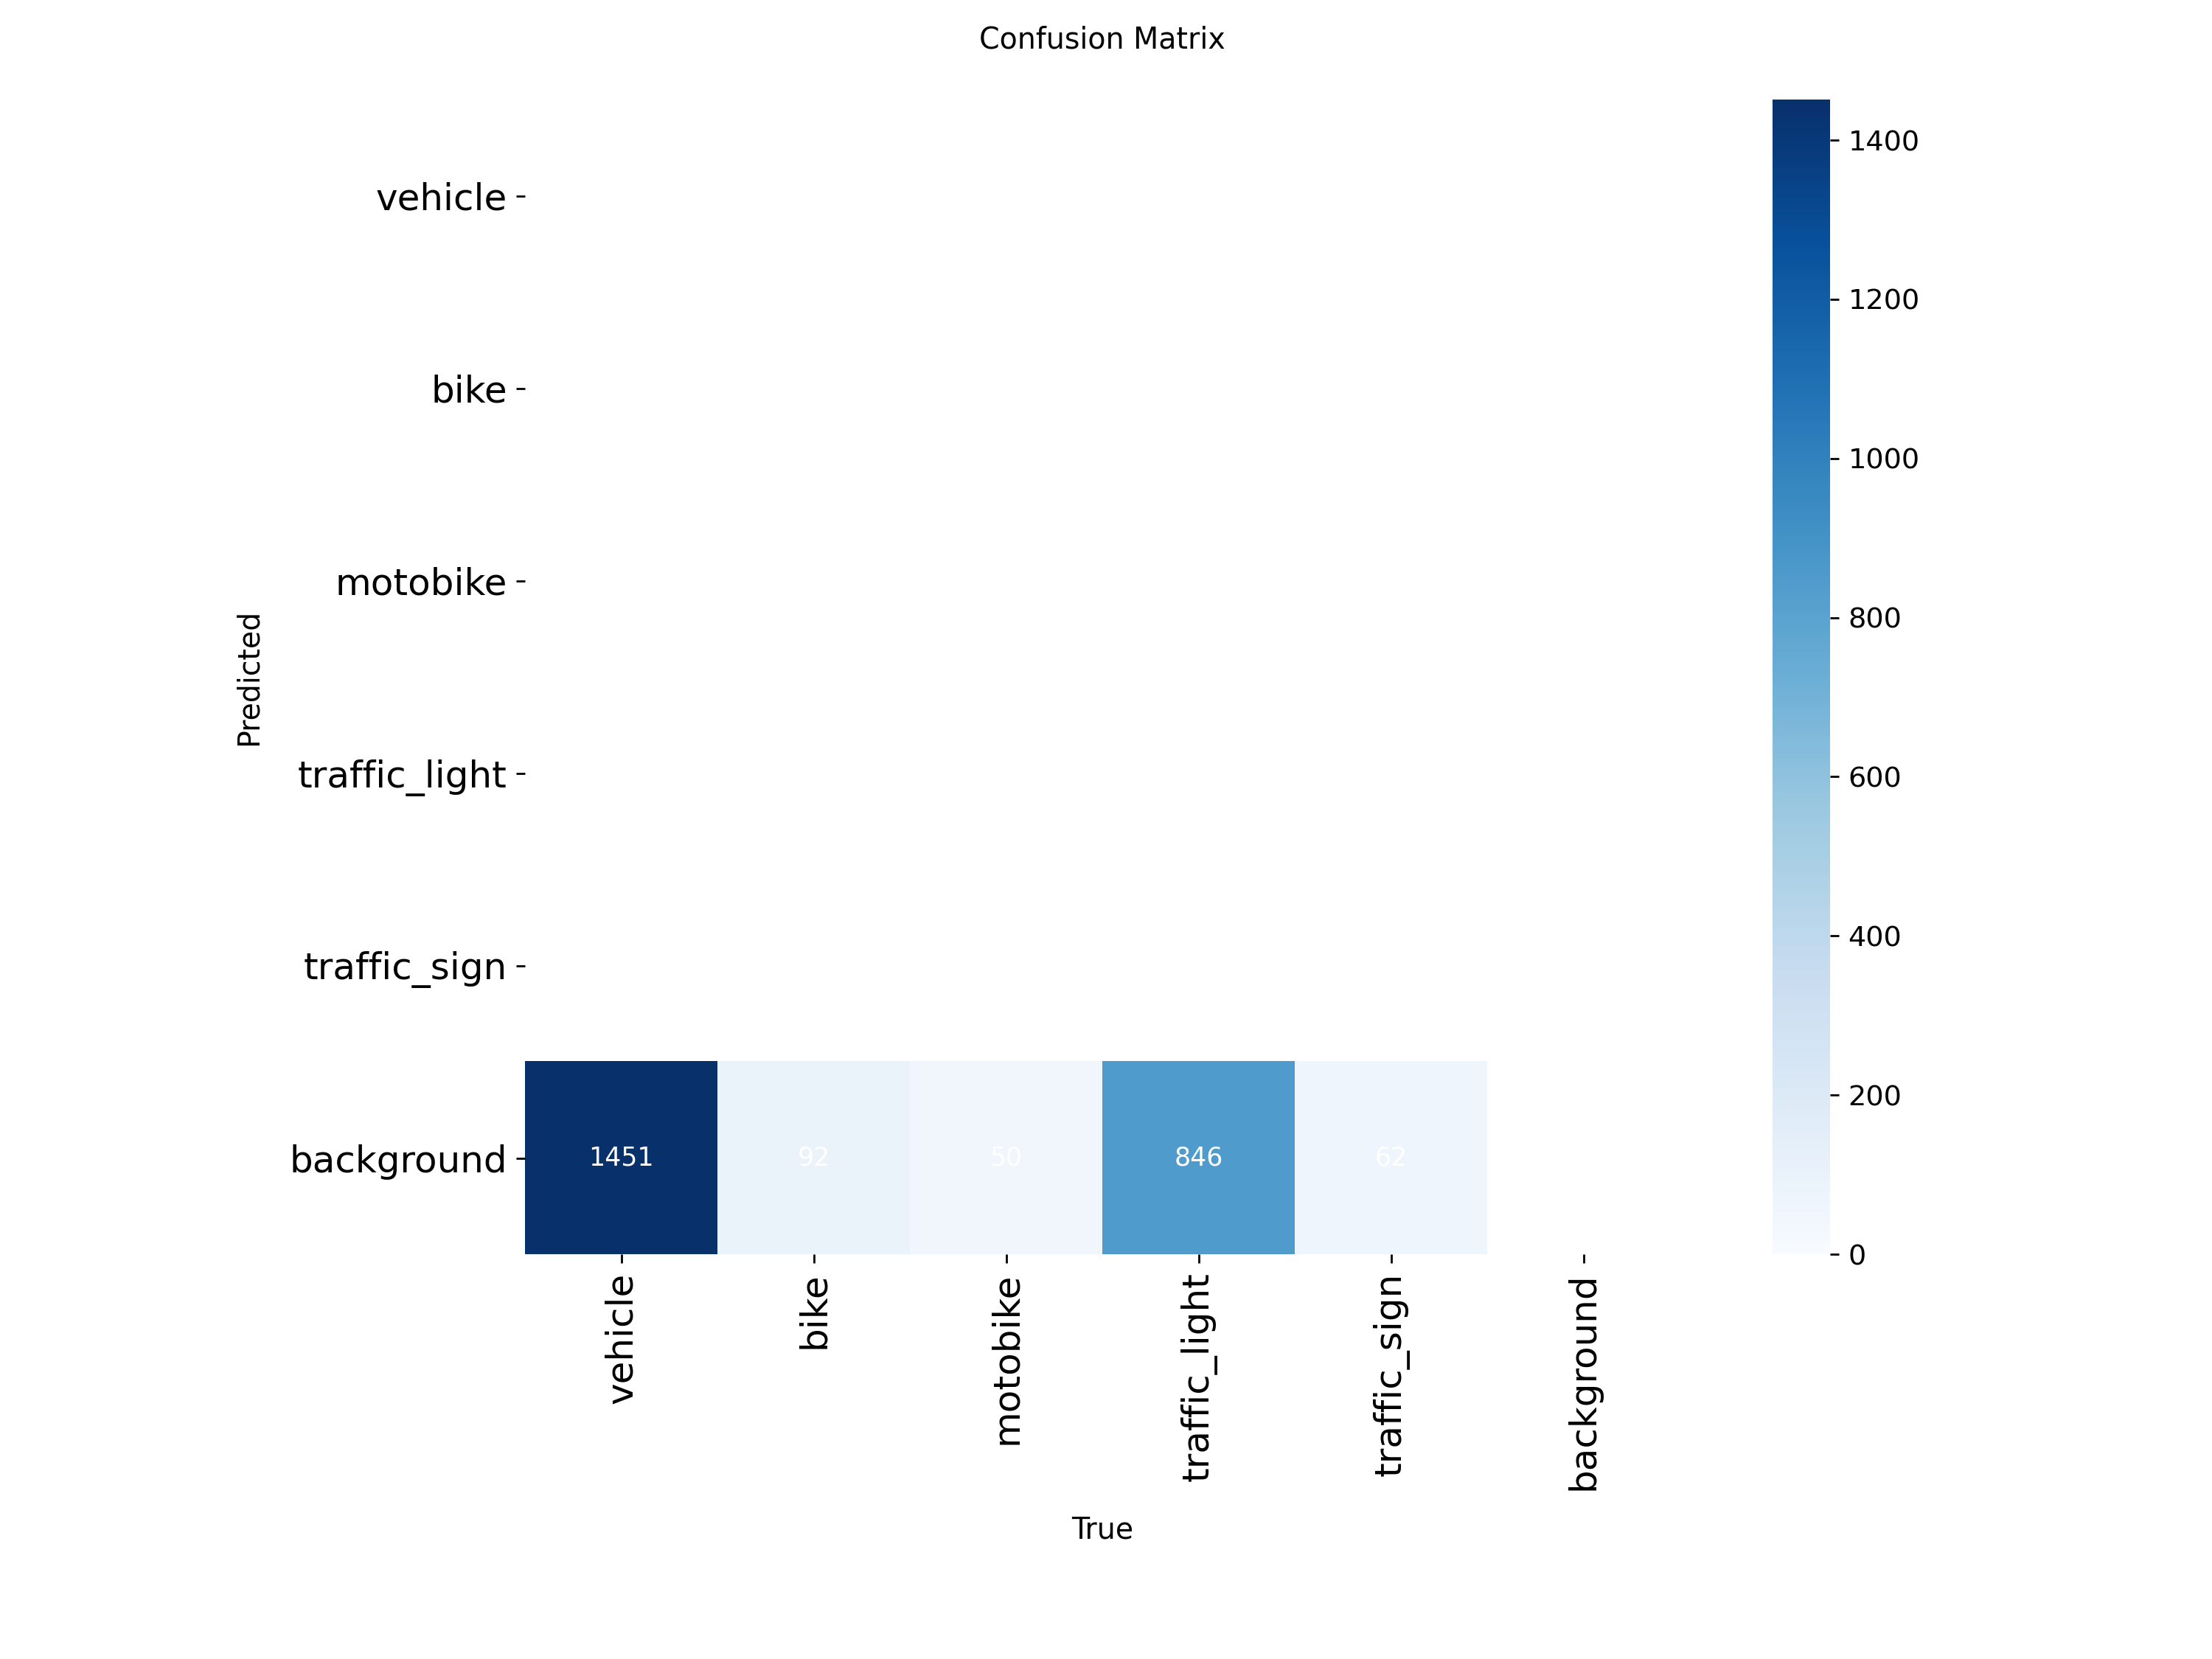 Confusion Matrix
vehicle
bike
motobike
traffic_light
traffic_sign
background
Predicted
1451 92 50 846 62
vehicle
bike
motobike
traffic_light
traffic_sign
background
True
1400
1200
1000
800
600
400
200
0